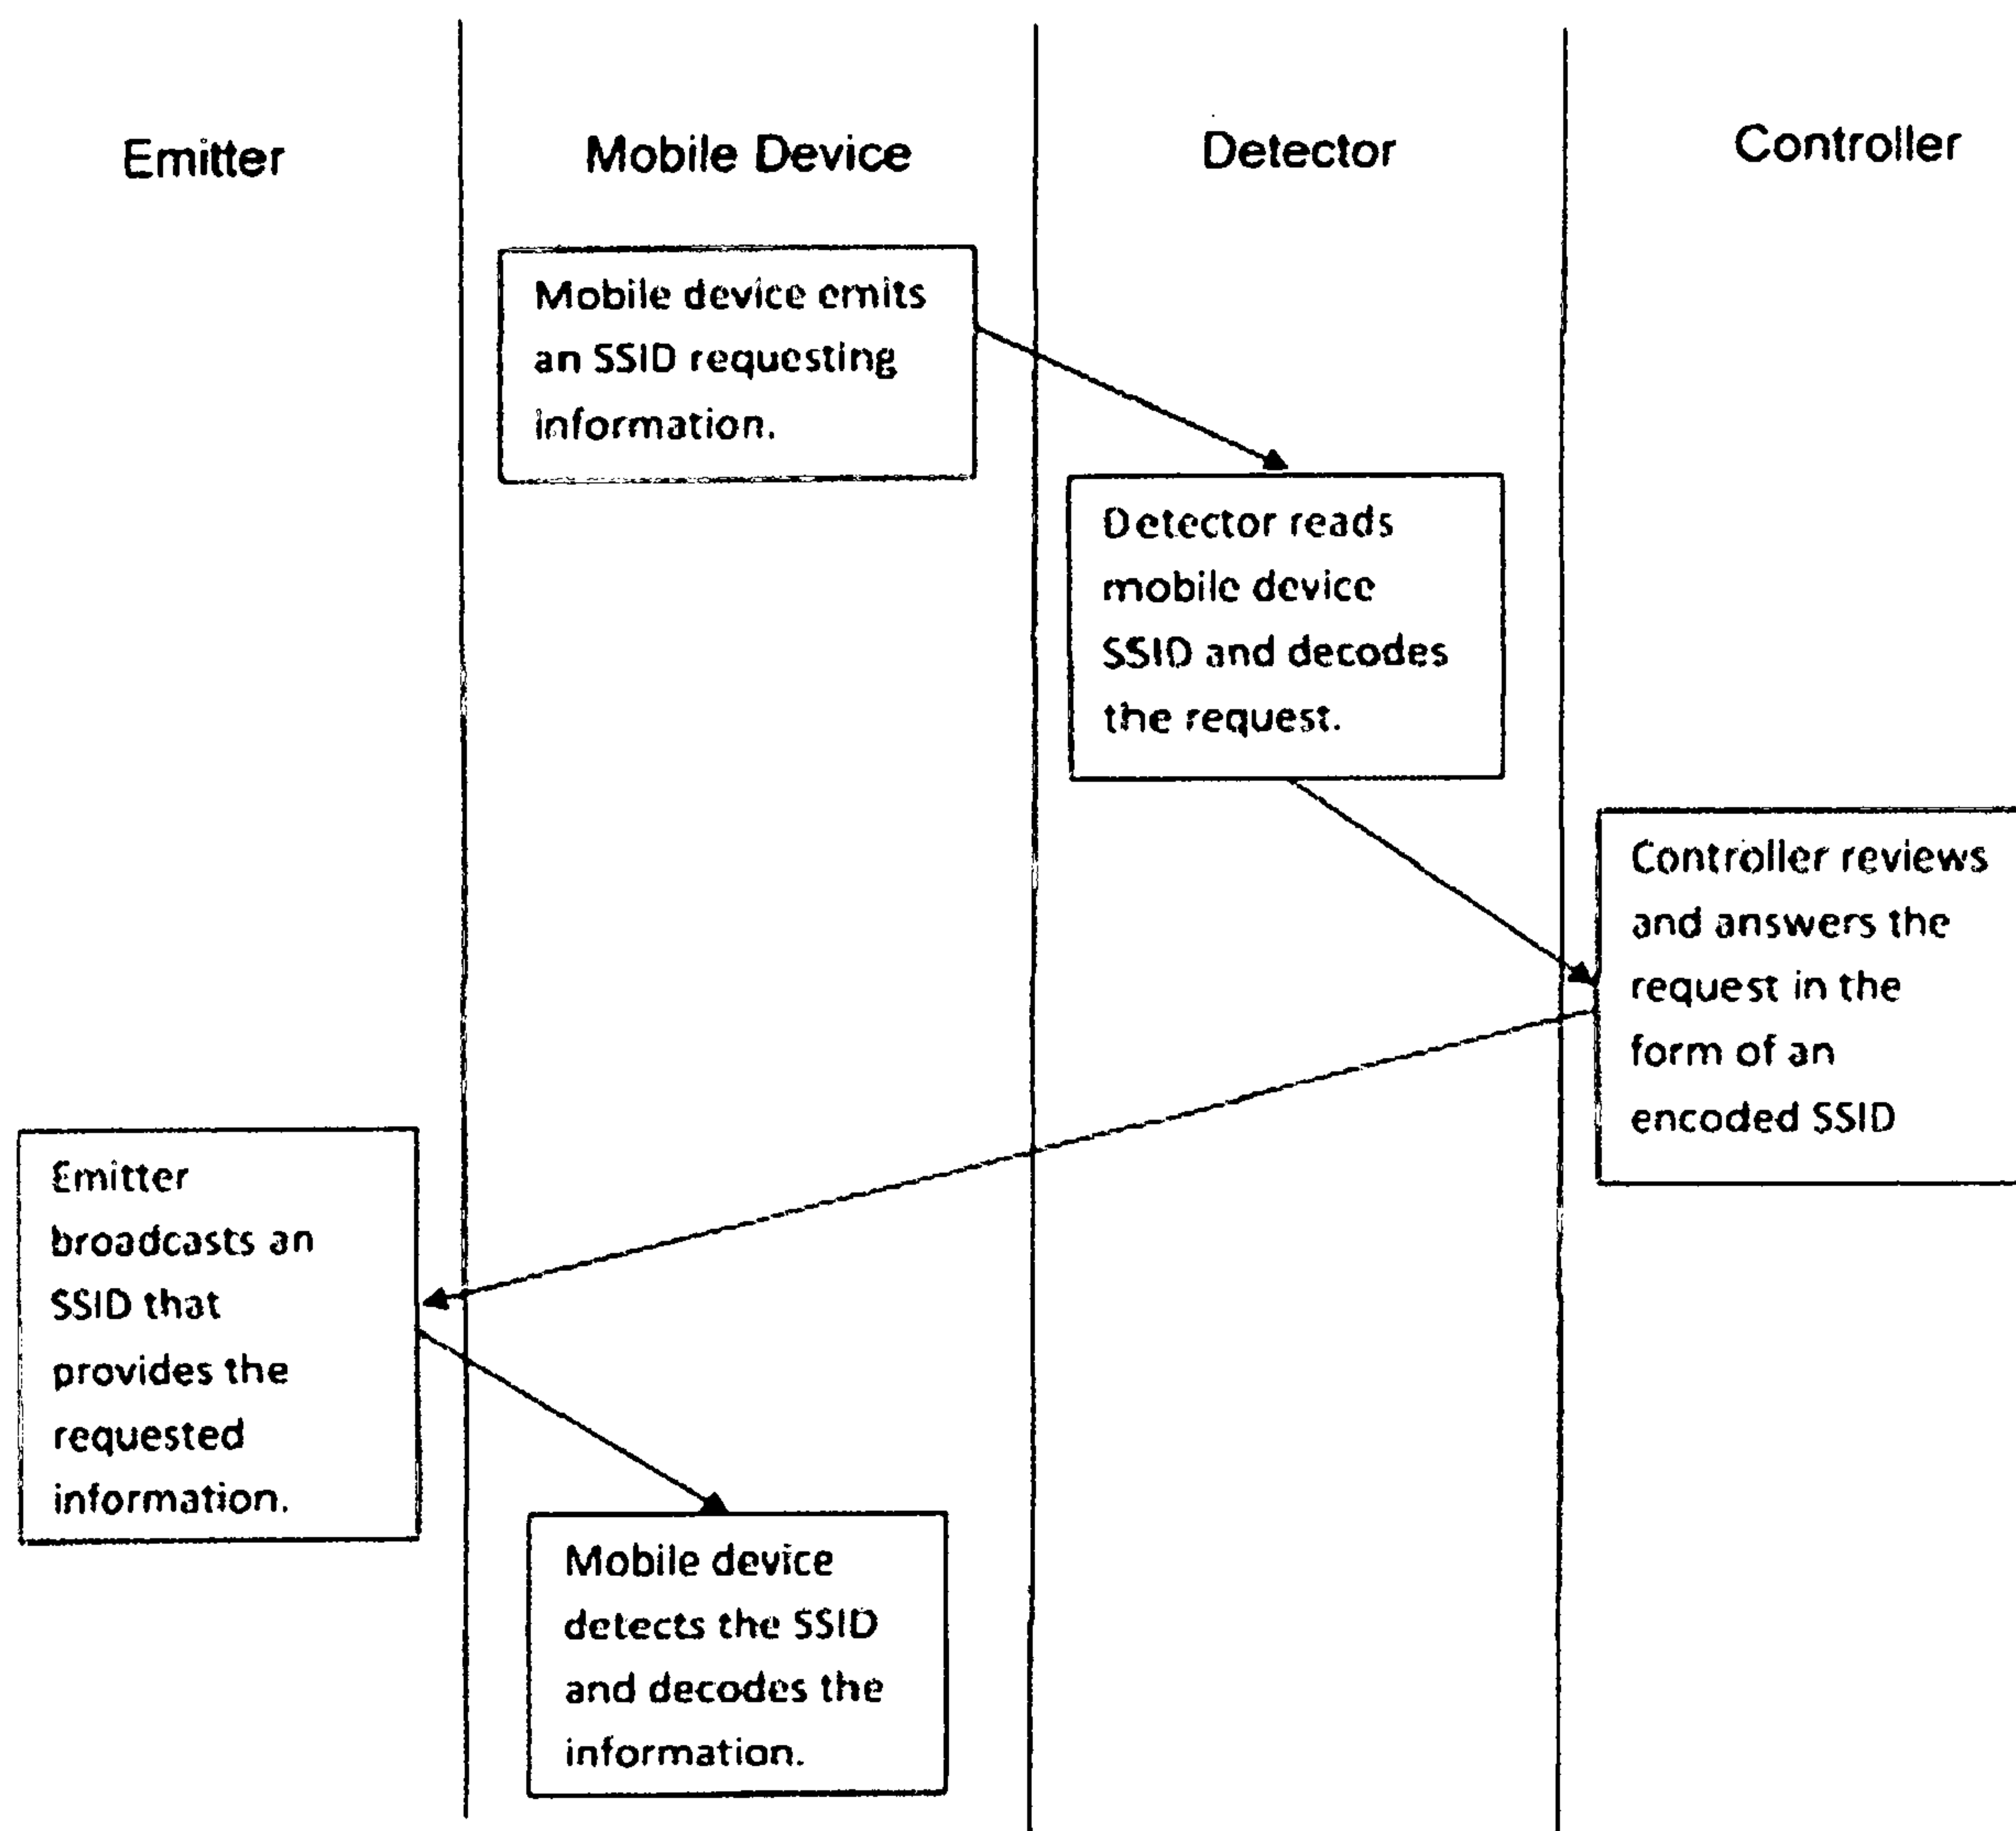 Emitter
Mobile Device
Detector
Controller
Mobile device emits
an SSID requesting
information.
Detector reads
mobile device
SSID and decodes
the request.
Controller reviews
and answers the
request in the
form of an
encoded SSID
Emitter
broadcasts an
SSID that
provides the
requested
information.
Mobile device
detects the SSID
and decodes the
information.